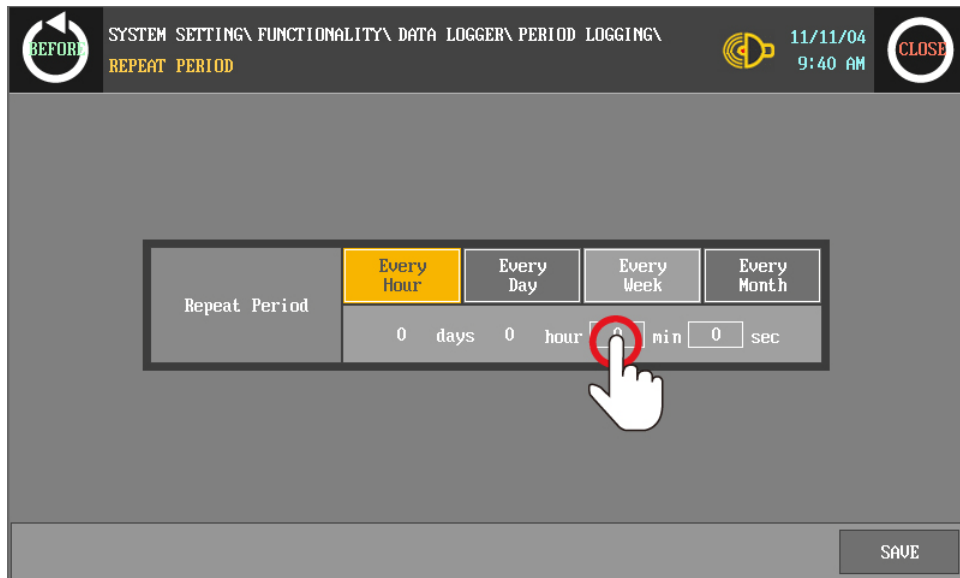 BEFORE
SYSTEM SETTING\ FUNCTIONALITY\ DATA LOGGER\ PERIOD LOGGING\
REPEAT PERIOD
11/11/04
9:40 AM
CLOSE
Repeat Period
Every Hour
Every Day
Every Week
Every Month
0 days 0 hour 0 min 0 sec
SAVE